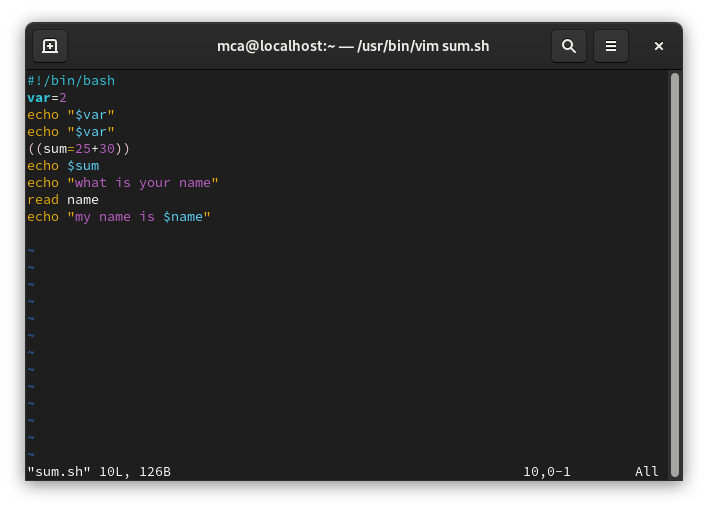 mca@localhost:~ — /usr/bin/vim sum.sh
#!/bin/bash
var=2
echo "$var"
echo "$var"
((sum=25+30))
echo $sum
echo "what is your name"
read name
echo "my name is $name"
~
~
~
~
~
~
~
~
~
~
~
~
~
"sum.sh" 10L, 126B 10,0-1 All